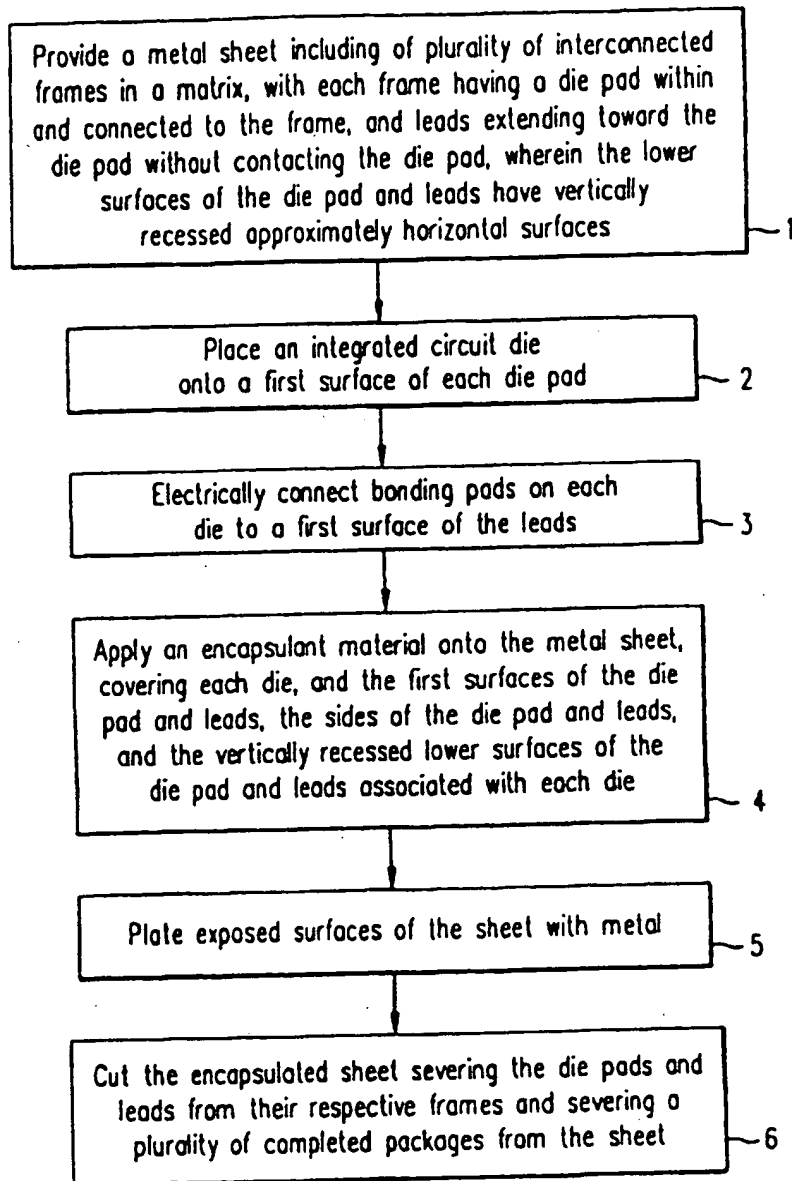 Provide a metal sheet including of plurality of interconnected
frames in a matrix, with each frame having a die pad within
and connected to the frame, and leads extending toward the
die pad without contacting the die pad, wherein the lower
surfaces of the die pad and leads have vertically
recessed approximately horizontal surfaces
1
Place an integrated circuit die
onto a first surface of each die pad
2
Electrically connect bonding pads on each
die to a first surface of the leads
3
Apply an encapsulant material onto the metal sheet,
covering each die, and the first surfaces of the die
pad and leads, the sides of the die pad and leads,
and the vertically recessed lower surfaces of the
die pad and leads associated with each die
4
Plate exposed surfaces of the sheet with metal
5
Cut the encapsulated sheet severing the die pads and
leads from their respective frames and severing a
plurality of completed packages from the sheet
6